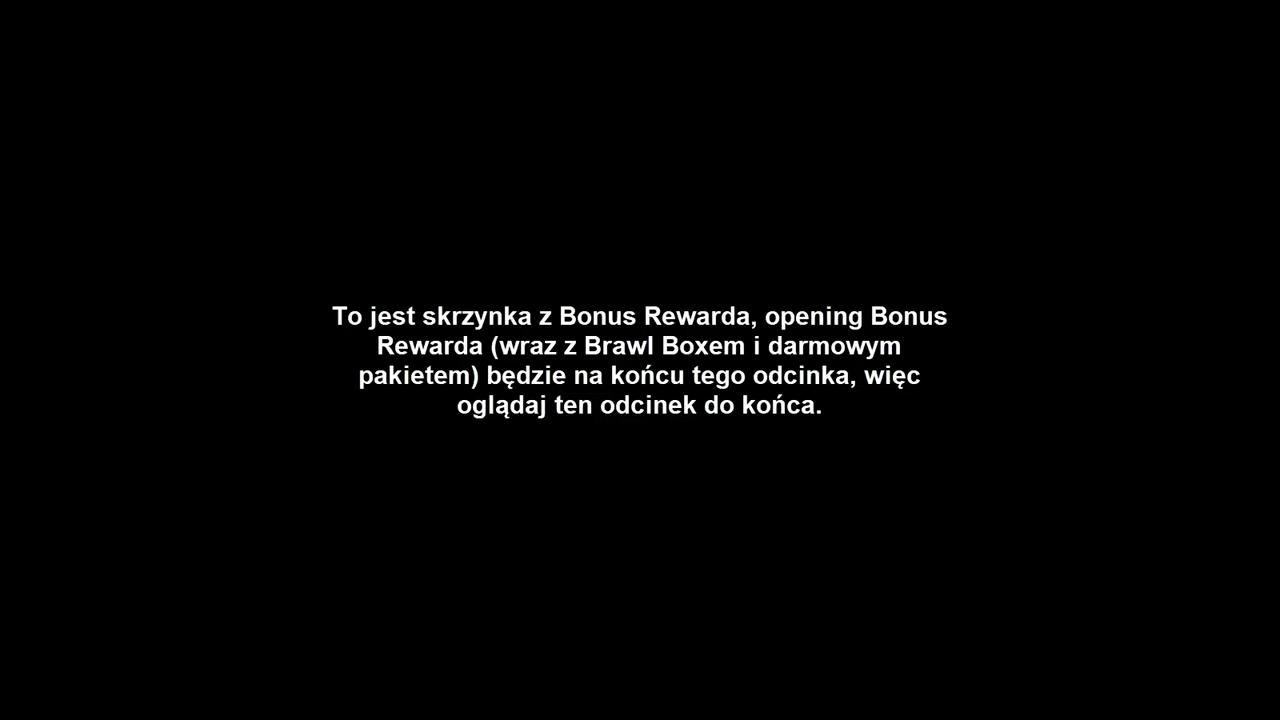 To jest skrzynka z Bonus Rewarda, opening Bonus
Rewarda (wraz z Brawl Boxem i darmowym
pakietem) będzie na końcu tego odcinka, więc
oglądaj ten odcinek do końca.